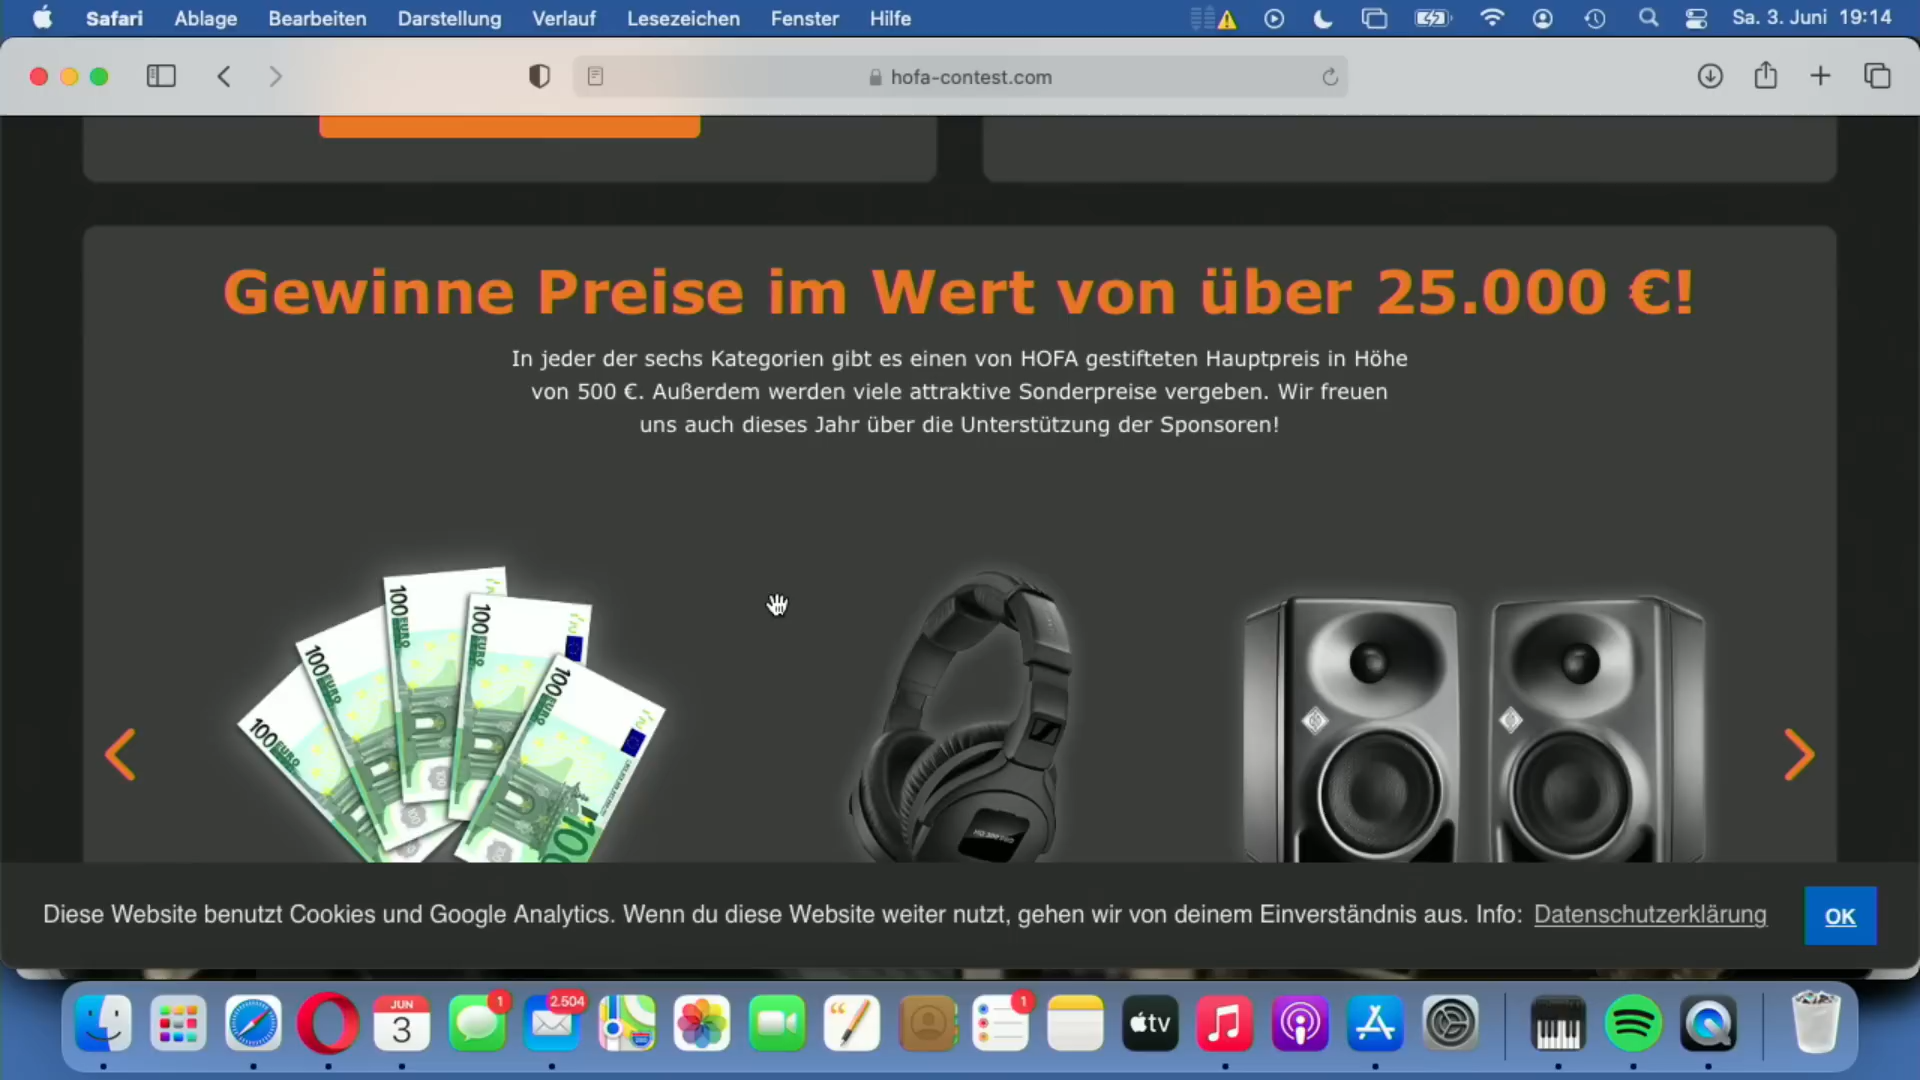 Safari Ablage Bearbeiten Darstellung Verlauf Lesezeichen Fenster Hilfe Sa. 3. Juni 19:14
hofa-contest.com
Gewinne Preise im Wert von über 25.000 €!
In jeder der sechs Kategorien gibt es einen von HOFA gestifteten Hauptpreis in Höhe
von 500 €. Außerdem werden viele attraktive Sonderpreise vergeben. Wir freuen
uns auch dieses Jahr über die Unterstützung der Sponsoren!
100 EURO
100 EURO
100 EURO
100 EURO
100 EURO
100
Diese Website benutzt Cookies und Google Analytics. Wenn du diese Website weiter nutzt, gehen wir von deinem Einverständnis aus. Info: Datenschutzerklärung OK
JUN
3
1
2.504
1
tv